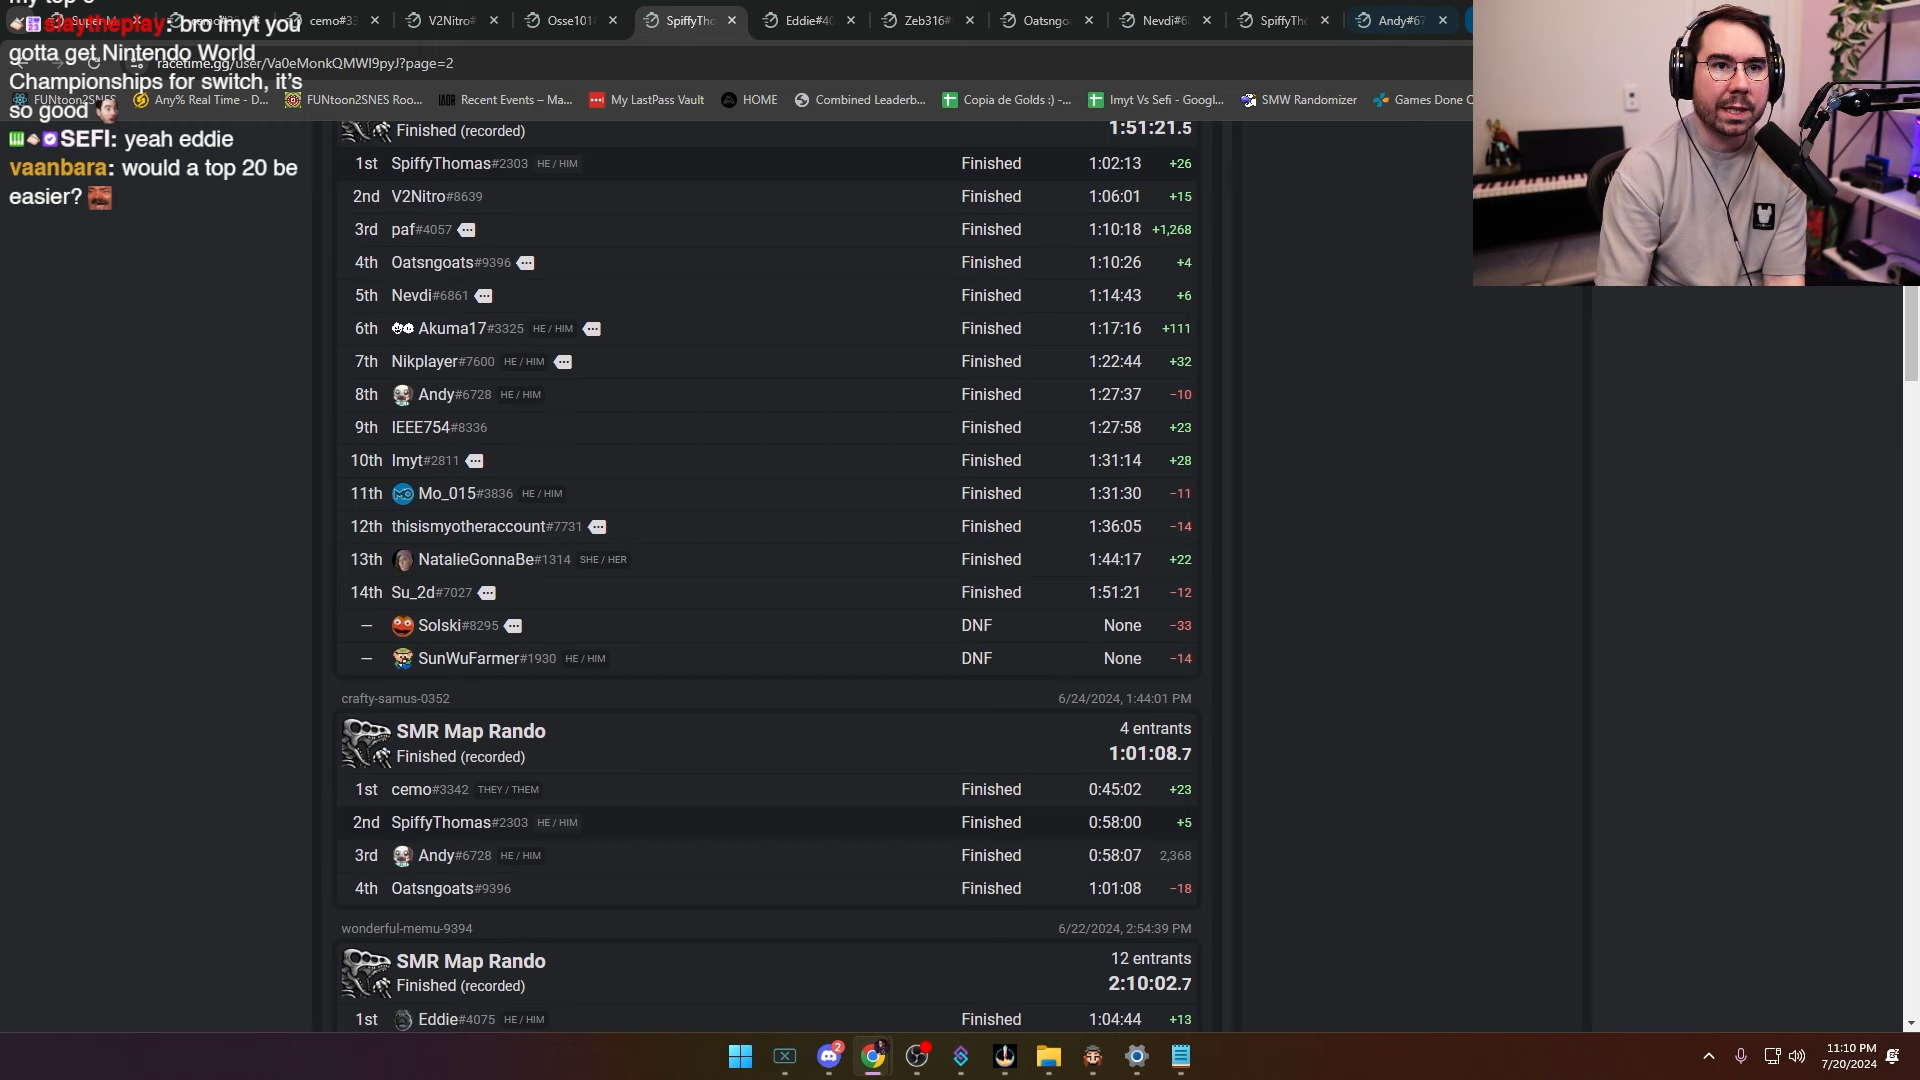 cemo#33
V2Nitro#
Osse101
SpiffyTho
Eddie#40
Zeb316#
Oatsngo
Nevdi#6
SpiffyTh
Andy#67
slaytheplay: bro imyt you
gotta get Nintendo World
Championships for switch, it's
so good
SEFI: yeah eddie
vaanbara: would a top 20 be
easier?
racetime.gg/user/Va0eMonkQMWl9pyJ?page=2
FUNtoon2SNES
Any% Real Time - D...
FUNtoon2SNES Roo...
Recent Events – Ma...
My LastPass Vault
HOME
Combined Leaderb...
Copia de Golds :) -...
Imyt Vs Sefi - Googl...
SMW Randomizer
Games Done C
Finished (recorded) 1:51:21.5
1st SpiffyThomas#2303 HE / HIM Finished 1:02:13 +26
2nd V2Nitro#8639 Finished 1:06:01 +15
3rd paf#4057 Finished 1:10:18 +1,268
4th Oatsngoats#9396 Finished 1:10:26 +4
5th Nevdi#6861 Finished 1:14:43 +6
6th Akuma17#3325 HE / HIM Finished 1:17:16 +111
7th Nikplayer#7600 HE / HIM Finished 1:22:44 +32
8th Andy#6728 HE / HIM Finished 1:27:37 −10
9th IEEE754#8336 Finished 1:27:58 +23
10th Imyt#2811 Finished 1:31:14 +28
11th Mo_015#3836 HE / HIM Finished 1:31:30 −11
12th thisismyotheraccount#7731 Finished 1:36:05 −14
13th NatalieGonnaBe#1314 SHE / HER Finished 1:44:17 +22
14th Su_2d#7027 Finished 1:51:21 −12
— Solski#8295 DNF None −33
— SunWuFarmer#1930 HE / HIM DNF None −14
crafty-samus-0352 6/24/2024, 1:44:01 PM
SMR Map Rando 4 entrants
Finished (recorded) 1:01:08.7
1st cemo#3342 THEY / THEM Finished 0:45:02 +23
2nd SpiffyThomas#2303 HE / HIM Finished 0:58:00 +5
3rd Andy#6728 HE / HIM Finished 0:58:07 2,368
4th Oatsngoats#9396 Finished 1:01:08 −18
wonderful-memu-9394 6/22/2024, 2:54:39 PM
SMR Map Rando 12 entrants
Finished (recorded) 2:10:02.7
1st Eddie#4075 HE / HIM Finished 1:04:44 +13
2
11:10 PM
7/20/2024